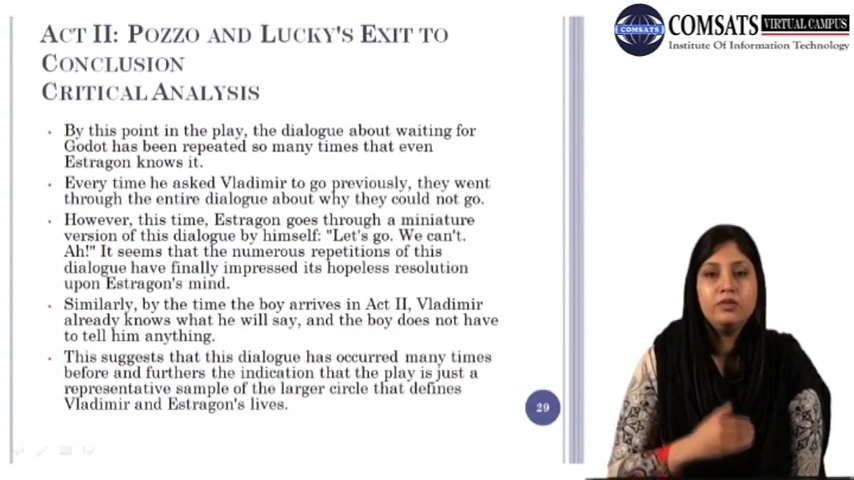 ACT II: POZZO AND LUCKY'S EXIT TO
CONCLUSION
CRITICAL ANALYSIS
By this point in the play, the dialogue about waiting for
Godot has been repeated so many times that even
Estragon knows it.
Every time he asked Vladimir to go previously, they went
through the entire dialogue about why they could not go.
However, this time, Estragon goes through a miniature
version of this dialogue by himself: "Let's go. We can't.
Ah!" It seems that the numerous repetitions of this
dialogue have finally impressed its hopeless resolution
upon Estragon's mind.
Similarly, by the time the boy arrives in Act II, Vladimir
already knows what he will say, and the boy does not have
to tell him anything.
This suggests that this dialogue has occurred many times
before and furthers the indication that the play is just a
representative sample of the larger circle that defines
Vladimir and Estragon's lives.
29
COMSATS
COMSATS VIRTUAL CAMPUS
Institute Of Information Technology